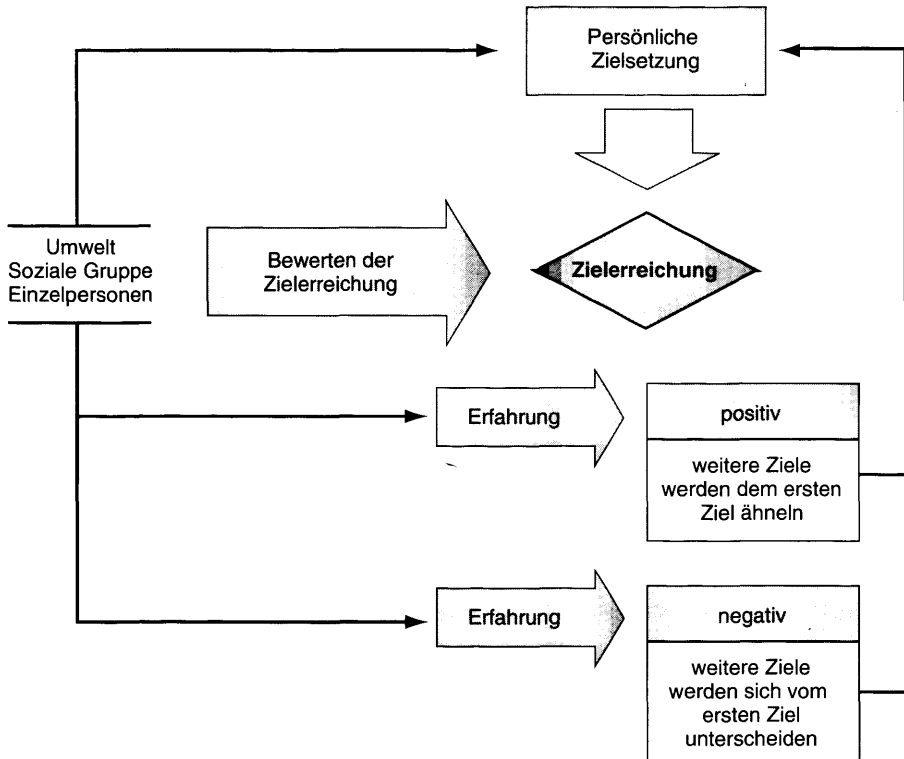 Persönliche
Zielsetzung
Umwelt
Soziale Gruppe
Einzelpersonen
Bewerten der
Zielerreichung
Zielerreichung
Erfahrung
positiv
weitere Ziele
werden dem ersten
Ziel ähneln
Erfahrung
negativ
weitere Ziele
werden sich vom
ersten Ziel
unterscheiden